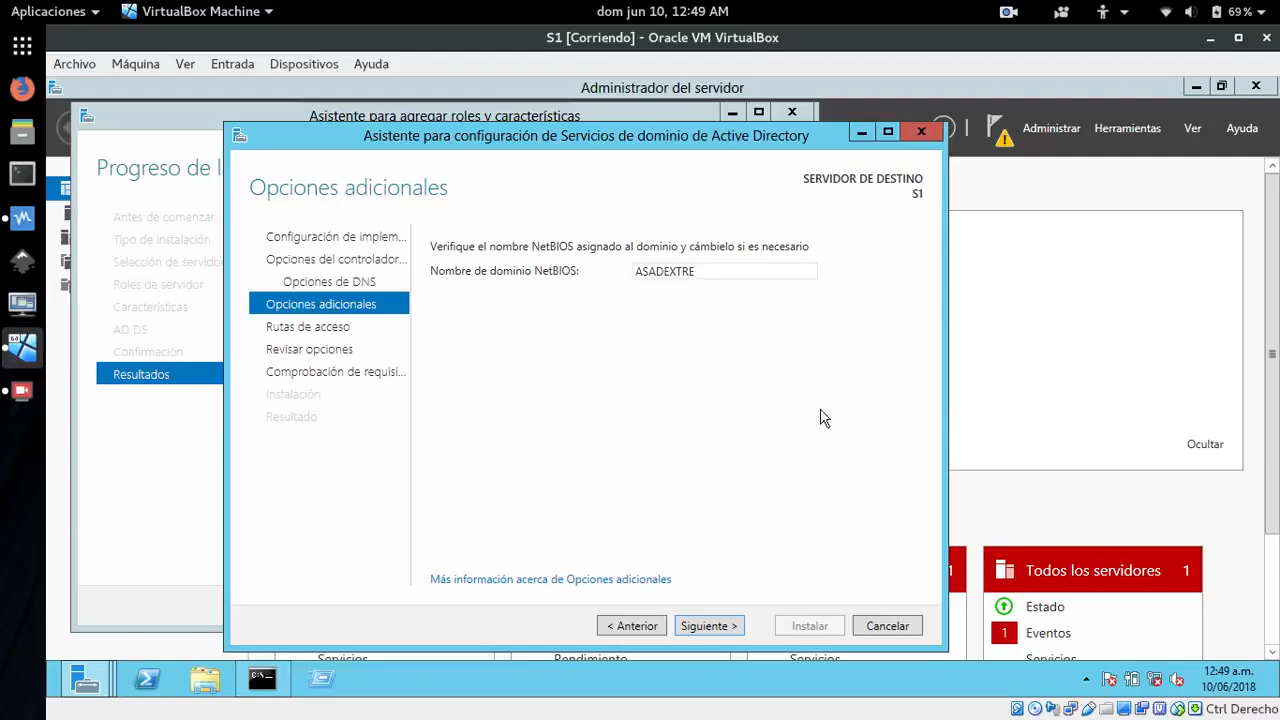 Aplicaciones
VirtualBox Machine
dom jun 10, 12:49 AM
69%
S1 [Corriendo] - Oracle VM VirtualBox
Archivo Máquina Ver Entrada Dispositivos Ayuda
Administrador del servidor
Asistente para agregar roles y características
Administrar Herramientas Ver Ayuda
Progreso de l
Antes de comenzar
Tipo de instalación
Selección de servido
Roles de servidor
Características
AD DS
Confirmación
Resultados
Asistente para configuración de Servicios de dominio de Active Directory
Opciones adicionales
SERVIDOR DE DESTINO
S1
Configuración de implem...
Opciones del controlador...
Opciones de DNS
Opciones adicionales
Rutas de acceso
Revisar opciones
Comprobación de requisi...
Instalación
Resultado
Verifique el nombre NetBIOS asignado al dominio y cámbielo si es necesario
Nombre de dominio NetBIOS: ASADEXTRE
Más información acerca de Opciones adicionales
< Anterior Siguiente > Instalar Cancelar
Ocultar
1
Todos los servidores 1
Estado
1 Eventos
Servicios
Rendimiento
Servicios
Servicios
12:49 a.m.
10/06/2018
Ctrl Derecho
64